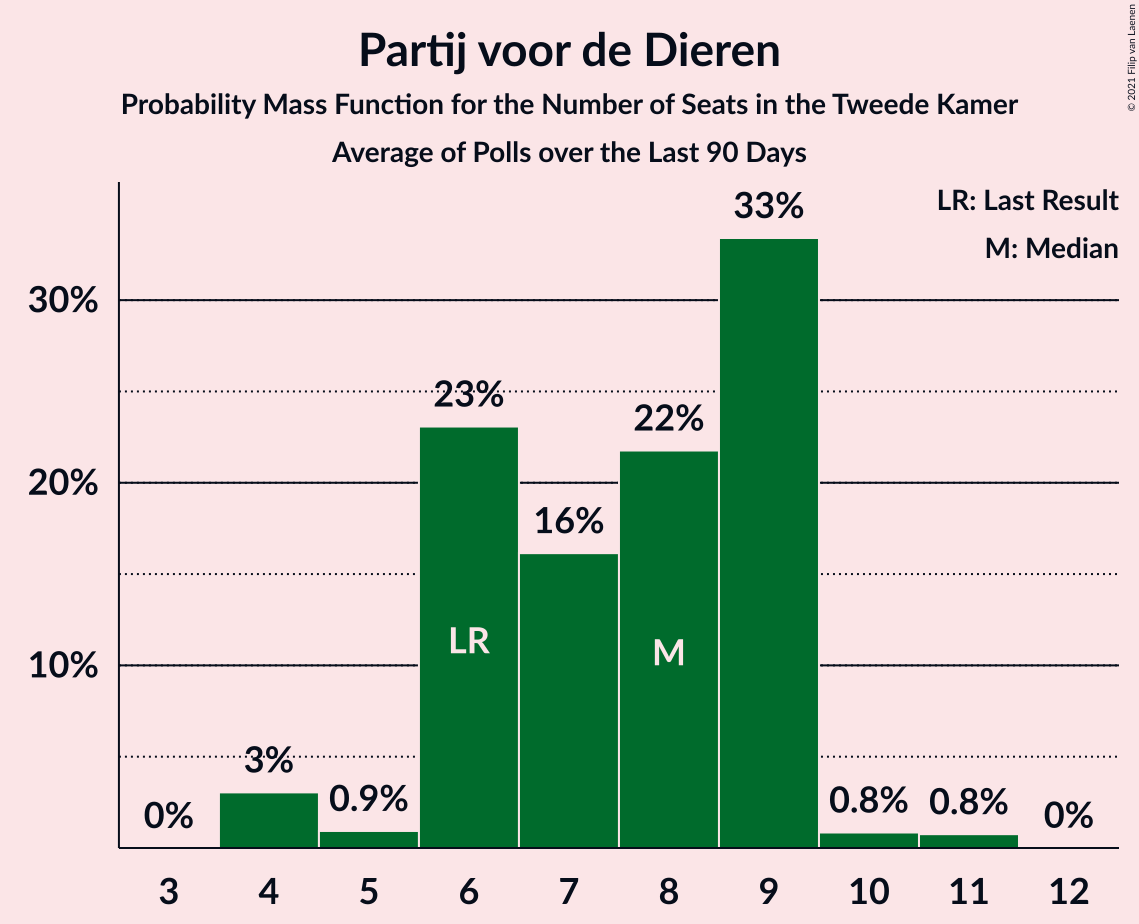 Partij voor de Dieren
Probability Mass Function for the Number of Seats in the Tweede Kamer
Average of Polls over the Last 90 Days
© 2021 Filip van Laenen
LR: Last Result
M: Median
33%
30%
23%
22%
20%
16%
LR
M
10%
3%
0.9%
0.8%
0.8%
0%
0%
3 4 5 6 7 8 9 10 11 12